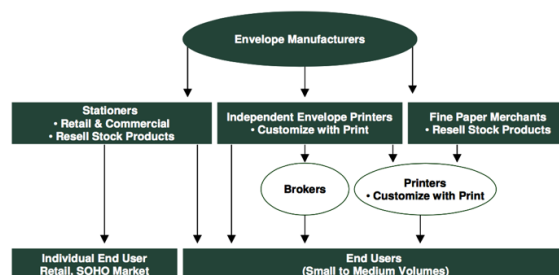 Envelope Manufacturers
Stationers
• Retail & Commercial
• Resell Stock Products
Independent Envelope Printers
• Customize with Print
Fine Paper Merchants
• Resell Stock Products
Brokers
Printers
• Customize with Print
Individual End User
Retail, SOHO Market
End Users
(Small to Medium Volumes)